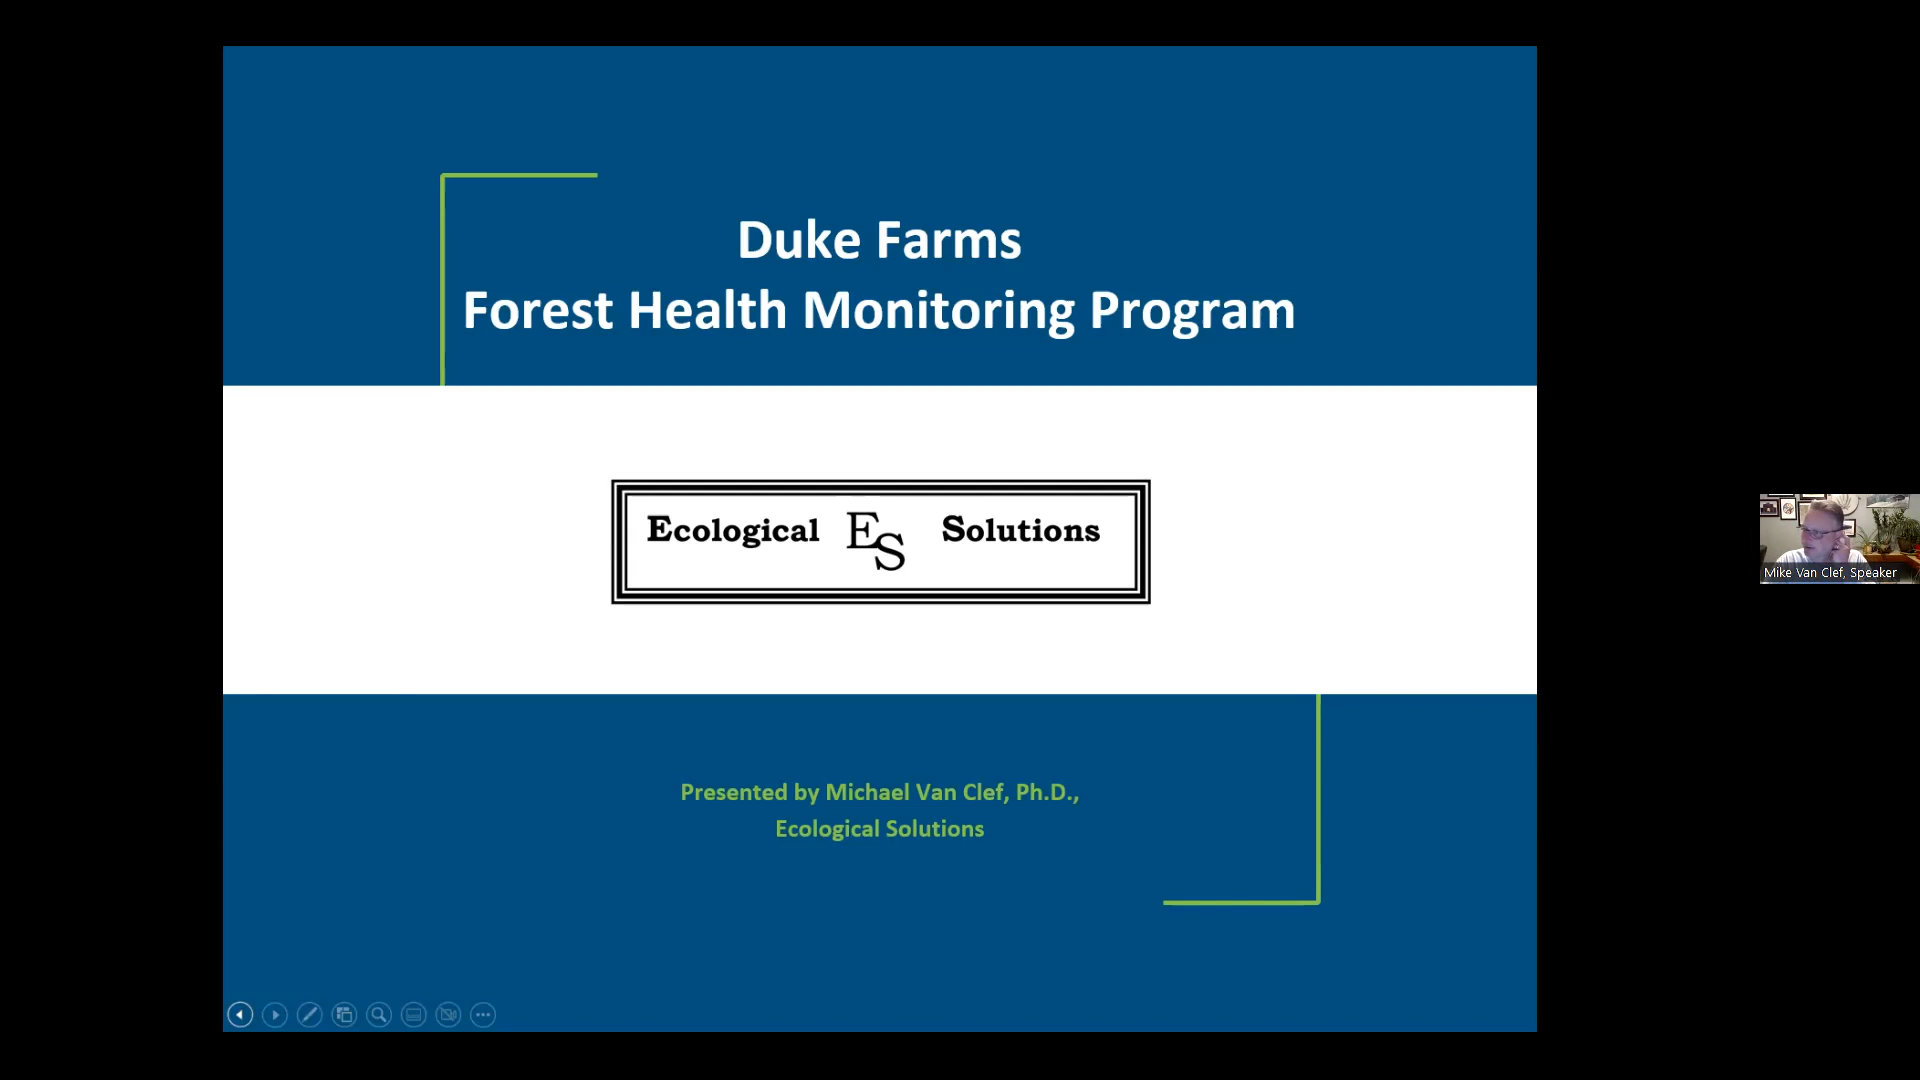 Duke Farms
Forest Health Monitoring Program
Ecological ES Solutions
Presented by Michael Van Clef, Ph.D.,
Ecological Solutions
Mike Van Clef, Speaker